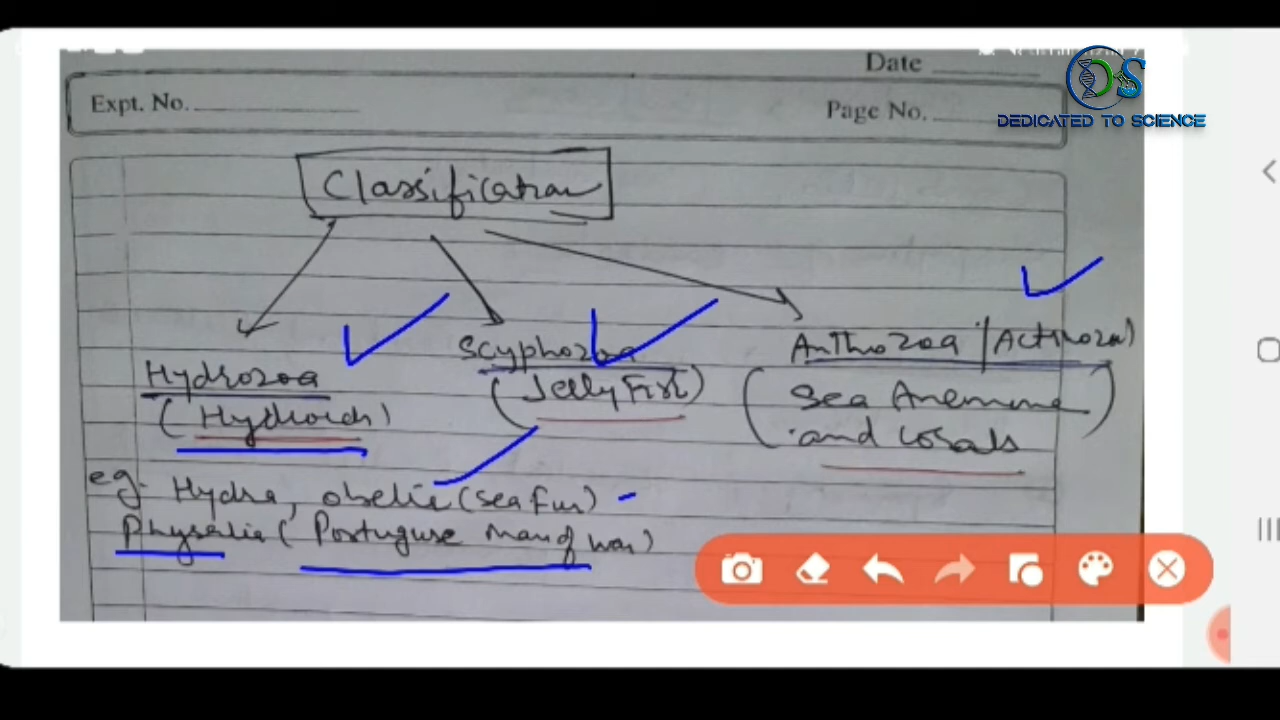 Date
DS
Expt. No.
Page No.
DEDICATED TO SCIENCE
Classification
Hydrozoa
(Hydroids)
Scyphozoa
(Jelly Fish)
Anthozoa / Actinozoa)
(Sea Anemone
and Corals)
eg. Hydra, obelia (sea fur)
Physalia (Portuguse man of war)